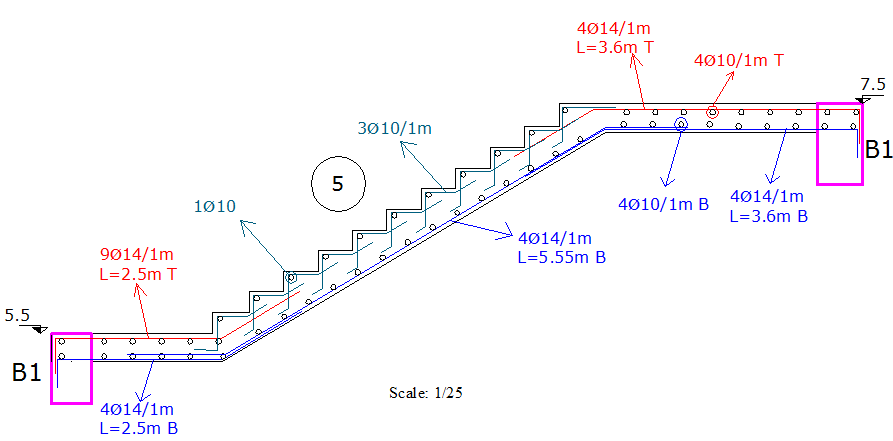 4Ø14/1m
L=3.6m T
4Ø10/1m T
7.5
3Ø10/1m
B1
5
1Ø10
4Ø10/1m B
4Ø14/1m
L=3.6m B
4Ø14/1m
L=5.55m B
9Ø14/1m
L=2.5m T
5.5
B1
Scale: 1/25
4Ø14/1m
L=2.5m B